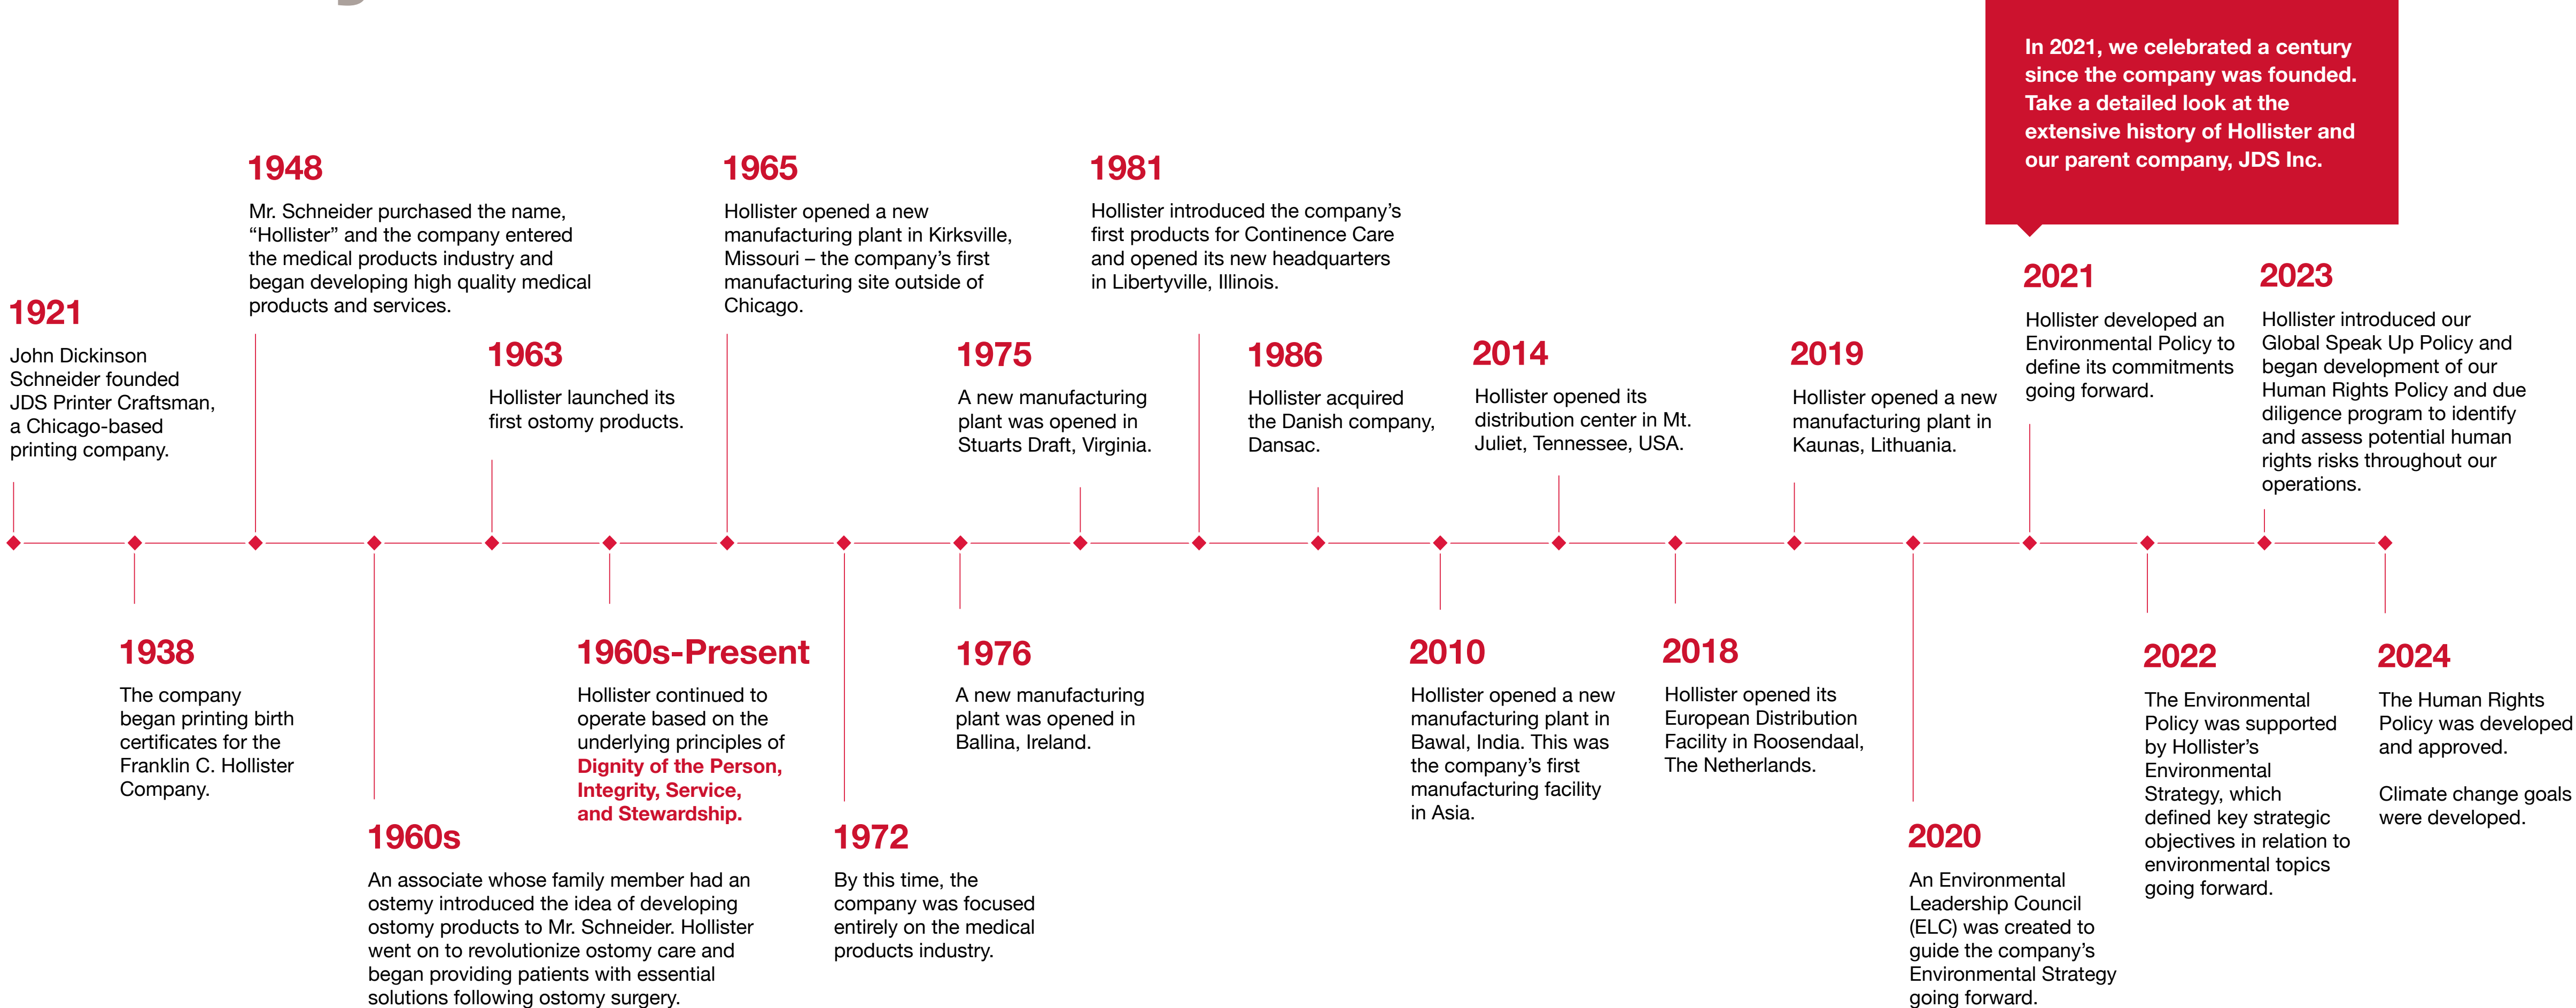 In 2021, we celebrated a century
since the company was founded.
Take a detailed look at the
extensive history of Hollister and
our parent company, JDS Inc.
1921
John Dickinson
Schneider founded
JDS Printer Craftsman,
a Chicago-based
printing company.
1938
The company
began printing birth
certificates for the
Franklin C. Hollister
Company.
1948
Mr. Schneider purchased the name,
“Hollister” and the company entered
the medical products industry and
began developing high quality medical
products and services.
1960s
An associate whose family member had an
ostemy introduced the idea of developing
ostomy products to Mr. Schneider. Hollister
went on to revolutionize ostomy care and
began providing patients with essential
solutions following ostomy surgery.
1963
Hollister launched its
first ostomy products.
1960s-Present
Hollister continued to
operate based on the
underlying principles of
Dignity of the Person,
Integrity, Service,
and Stewardship.
1965
Hollister opened a new
manufacturing plant in Kirksville,
Missouri – the company’s first
manufacturing site outside of
Chicago.
1972
By this time, the
company was focused
entirely on the medical
products industry.
1976
A new manufacturing
plant was opened in
Ballina, Ireland.
1975
A new manufacturing
plant was opened in
Stuarts Draft, Virginia.
1981
Hollister introduced the company’s
first products for Continence Care
and opened its new headquarters
in Libertyville, Illinois.
1986
Hollister acquired
the Danish company,
Dansac.
2010
Hollister opened a new
manufacturing plant in
Bawal, India. This was
the company’s first
manufacturing facility
in Asia.
2014
Hollister opened its
distribution center in Mt.
Juliet, Tennessee, USA.
2018
Hollister opened its
European Distribution
Facility in Roosendaal,
The Netherlands.
2019
Hollister opened a new
manufacturing plant in
Kaunas, Lithuania.
2020
An Environmental
Leadership Council
(ELC) was created to
guide the company’s
Environmental Strategy
going forward.
2021
Hollister developed an
Environmental Policy to
define its commitments
going forward.
2022
The Environmental
Policy was supported
by Hollister’s
Environmental
Strategy, which
defined key strategic
objectives in relation to
environmental topics
going forward.
2023
Hollister introduced our
Global Speak Up Policy and
began development of our
Human Rights Policy and due
diligence program to identify
and assess potential human
rights risks throughout our
operations.
2024
The Human Rights
Policy was developed
and approved.
Climate change goals
were developed.